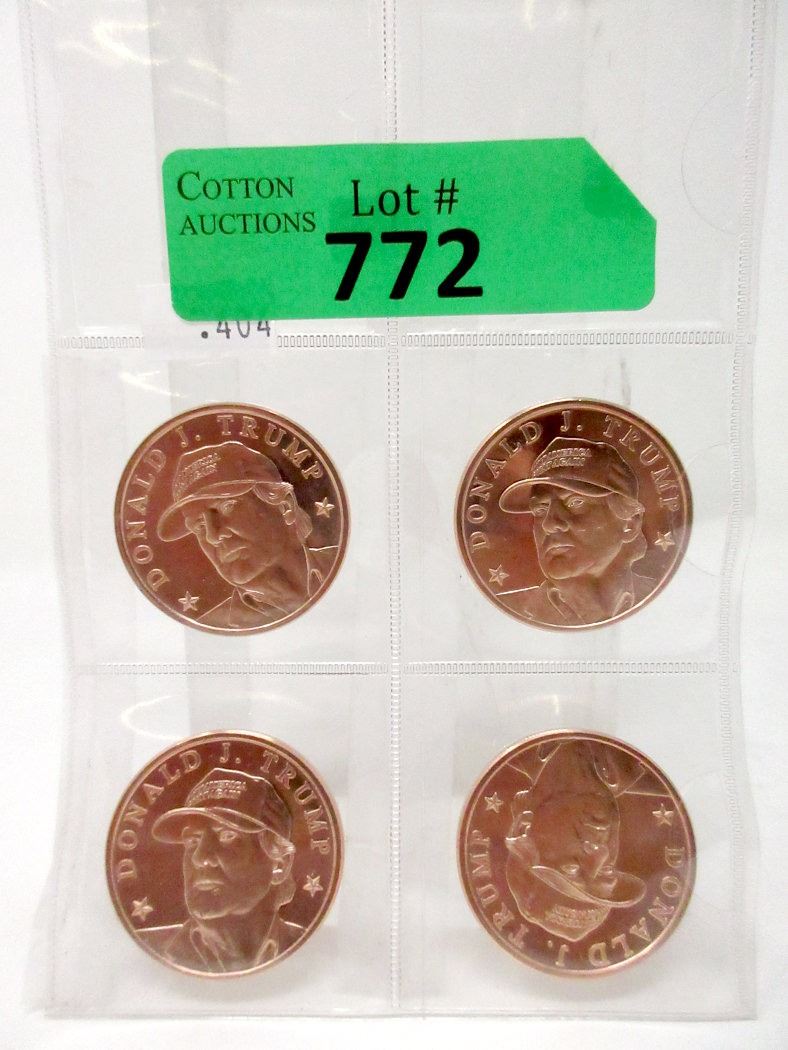 COTTON
AUCTIONS
Lot #
772
.404
DONALD J. TRUMP
DONALD J. TRUMP
DONALD J. TRUMP
DONALD J. TRUMP